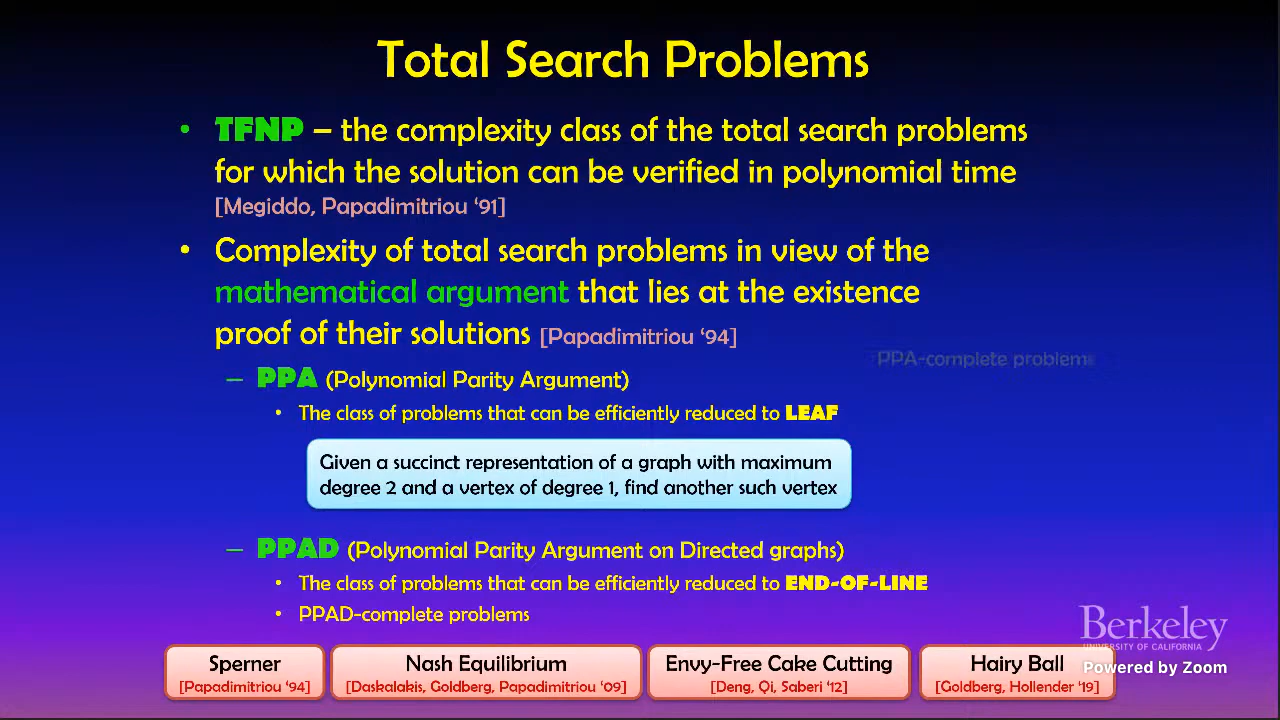 Total Search Problems
• TFNP – the complexity class of the total search problems
for which the solution can be verified in polynomial time
[Megiddo, Papadimitriou ‘91]
• Complexity of total search problems in view of the
mathematical argument that lies at the existence
proof of their solutions [Papadimitriou ‘94]
PPA-complete problems
– PPA (Polynomial Parity Argument)
• The class of problems that can be efficiently reduced to LEAF
Given a succinct representation of a graph with maximum
degree 2 and a vertex of degree 1, find another such vertex
– PPAD (Polynomial Parity Argument on Directed graphs)
• The class of problems that can be efficiently reduced to END-OF-LINE
• PPAD-complete problems
Sperner
[Papadimitriou ‘94]
Nash Equilibrium
[Daskalakis, Goldberg, Papadimitriou ‘09]
Envy-Free Cake Cutting
[Deng, Qi, Saberi ‘12]
Hairy Ball
[Goldberg, Hollender ‘19]
Berkeley
UNIVERSITY OF CALIFORNIA
Powered by Zoom